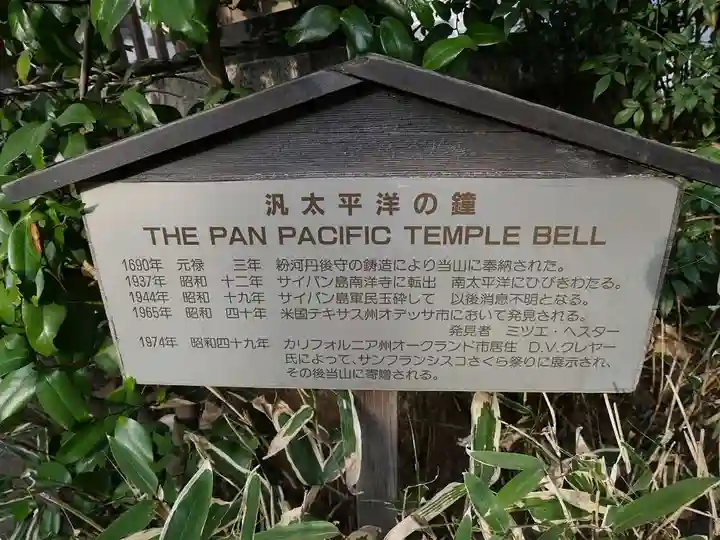 汎太平洋の鐘
THE PAN PACIFIC TEMPLE BELL
1690年 元禄 三年 粉河丹後守の鋳造により当山に奉納された。
1937年 昭和 十二年 サイパン島南洋寺に転出 南太平洋にひびきわたる。
1944年 昭和 十九年 サイパン島軍民玉砕して 以後消息不明となる。
1965年 昭和 四十年 米国テキサス州オデッサ市において発見される。
発見者 ミツエ・ヘスター
1974年 昭和四十九年 カリフォルニア州オークランド市居住 D.V.クレヤー
氏によって、サンフランシスコさくら祭りに展示され、
その後当山に寄贈される。